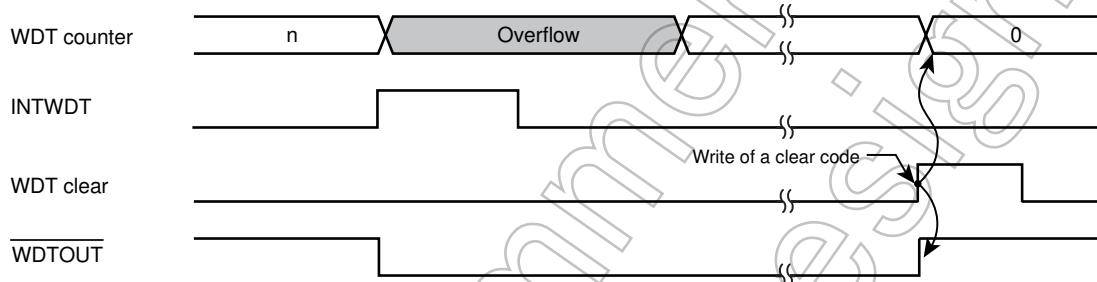 WDT counter n Overflow 0
INTWDT
Write of a clear code
WDT clear
WDTOUT